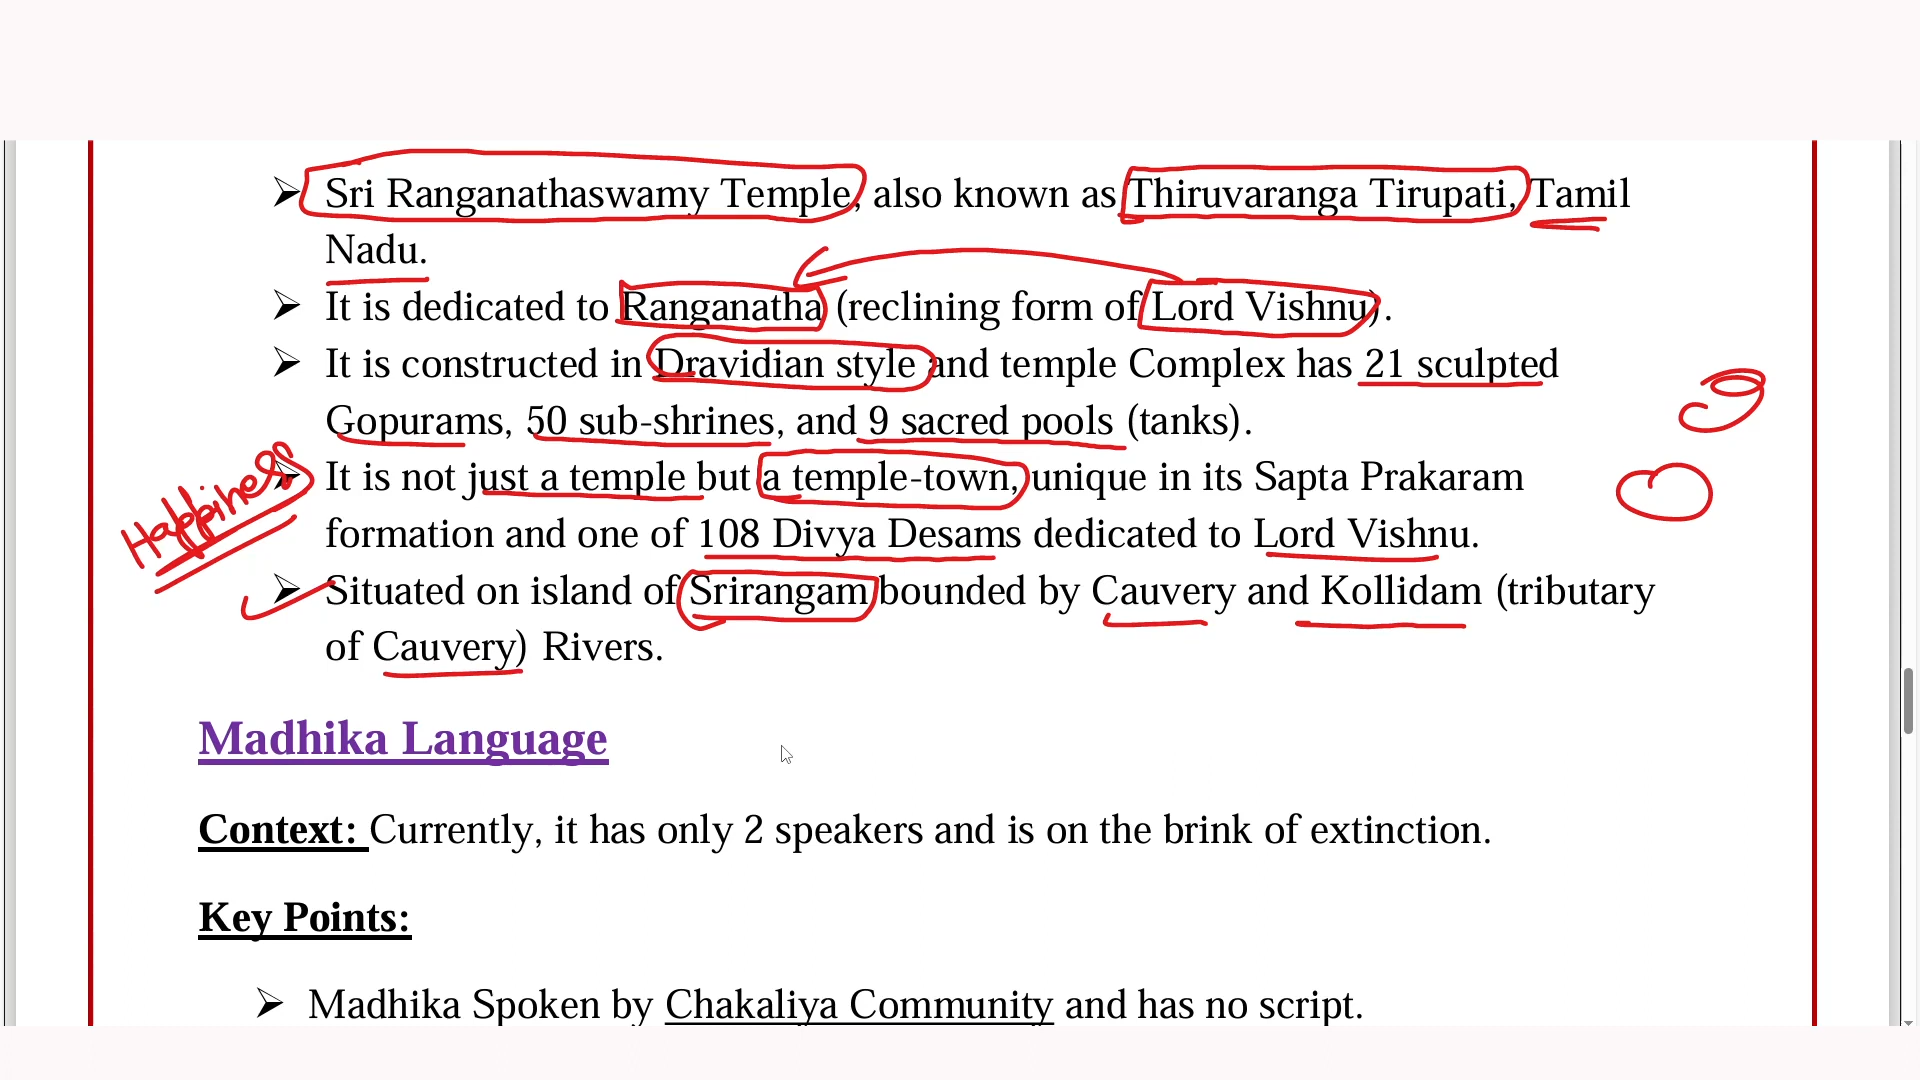 ➢ Sri Ranganathaswamy Temple, also known as Thiruvaranga Tirupati, Tamil
Nadu.
➢ It is dedicated to Ranganatha (reclining form of Lord Vishnu).
➢ It is constructed in Dravidian style and temple Complex has 21 sculpted
Gopurams, 50 sub-shrines, and 9 sacred pools (tanks).
Happiness
➢ It is not just a temple but a temple-town, unique in its Sapta Prakaram
formation and one of 108 Divya Desams dedicated to Lord Vishnu.
➢ Situated on island of Srirangam bounded by Cauvery and Kollidam (tributary
of Cauvery) Rivers.
Madhika Language
Context: Currently, it has only 2 speakers and is on the brink of extinction.
Key Points:
➢ Madhika Spoken by Chakaliya Community and has no script.